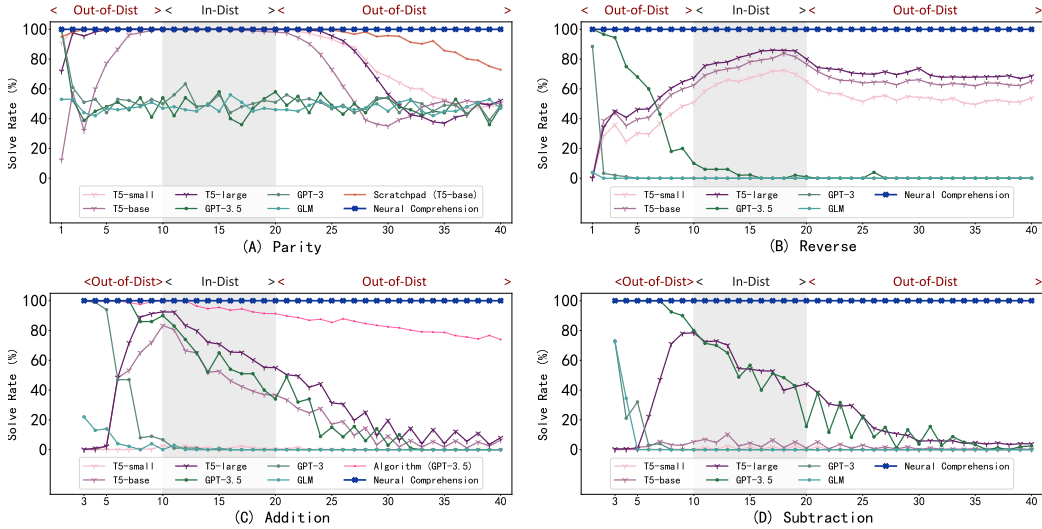 < Out-of-Dist > < In-Dist > < Out-of-Dist >
Solve Rate (%)
100
80
60
40
20
0
T5-small T5-large GPT-3 Scratchpad (T5-base)
T5-base GPT-3.5 GLM Neural Comprehension
1 5 10 15 20 25 30 35 40
(A) Parity
< Out-of-Dist > < In-Dist > < Out-of-Dist >
Solve Rate (%)
100
80
60
40
20
0
T5-small T5-large GPT-3 Neural Comprehension
T5-base GPT-3.5 GLM
1 5 10 15 20 25 30 35 40
(B) Reverse
<Out-of-Dist> < In-Dist > < Out-of-Dist >
Solve Rate (%)
100
80
60
40
20
0
T5-small T5-large GPT-3 Algorithm (GPT-3.5)
T5-base GPT-3.5 GLM Neural Comprehension
3 5 10 15 20 25 30 35 40
(C) Addition
<Out-of-Dist> < In-Dist > < Out-of-Dist >
Solve Rate (%)
100
80
60
40
20
0
T5-small T5-large GPT-3 Neural Comprehension
T5-base GPT-3.5 GLM
3 5 10 15 20 25 30 35 40
(D) Subtraction